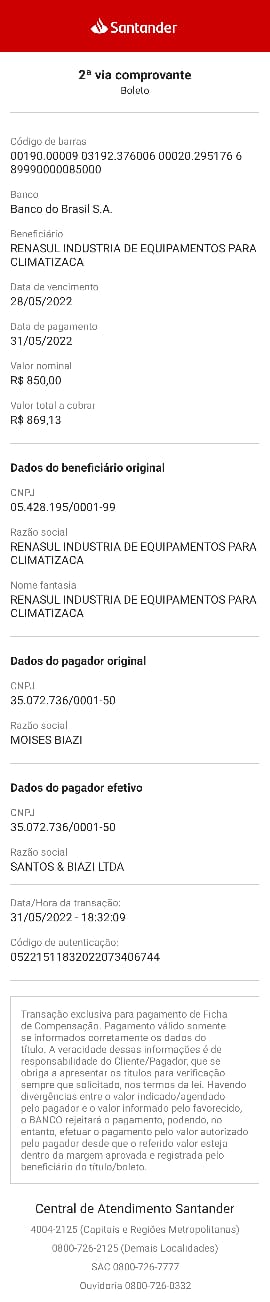 Santander
2ª via comprovante
Boleto
Código de barras
00190.00009 03192.376006 00020.295176 6
89990000085000
Banco
Banco do Brasil S.A.
Beneficiário
RENASUL INDUSTRIA DE EQUIPAMENTOS PARA
CLIMATIZACA
Data de vencimento
28/05/2022
Data de pagamento
31/05/2022
Valor nominal
R$ 850,00
Valor total a cobrar
R$ 869,13
Dados do beneficiário original
CNPJ
05.428.195/0001-99
Razão social
RENASUL INDUSTRIA DE EQUIPAMENTOS PARA
CLIMATIZACA
Nome fantasia
RENASUL INDUSTRIA DE EQUIPAMENTOS PARA
CLIMATIZACA
Dados do pagador original
CNPJ
35.072.736/0001-50
Razão social
MOISES BIAZI
Dados do pagador efetivo
CNPJ
35.072.736/0001-50
Razão social
SANTOS & BIAZI LTDA
Data/Hora da transação:
31/05/2022 - 18:32:09
Código de autenticação:
05221511832022073406744
Transação exclusiva para pagamento de Ficha
de Compensação. Pagamento válido somente
se informados corretamente os dados do
título. A veracidade dessas informações é de
responsabilidade do Cliente/Pagador, que se
obriga a apresentar os títulos para verificação
sempre que solicitado, nos termos da lei. Havendo
divergências entre o valor indicado/agendado
pelo pagador e o valor informado pelo favorecido,
o BANCO rejeitará o pagamento, podendo, no
entanto, efetuar o pagamento pelo valor autorizado
pelo pagador desde que o referido valor esteja
dentro da margem aprovada e registrada pelo
beneficiário do título/boleto.
Central de Atendimento Santander
4004-2125 (Capitais e Regiões Metropolitanas)
0800-726-2125 (Demais Localidades)
SAC 0800-726-7777
Ouvidoria 0800-726-0332